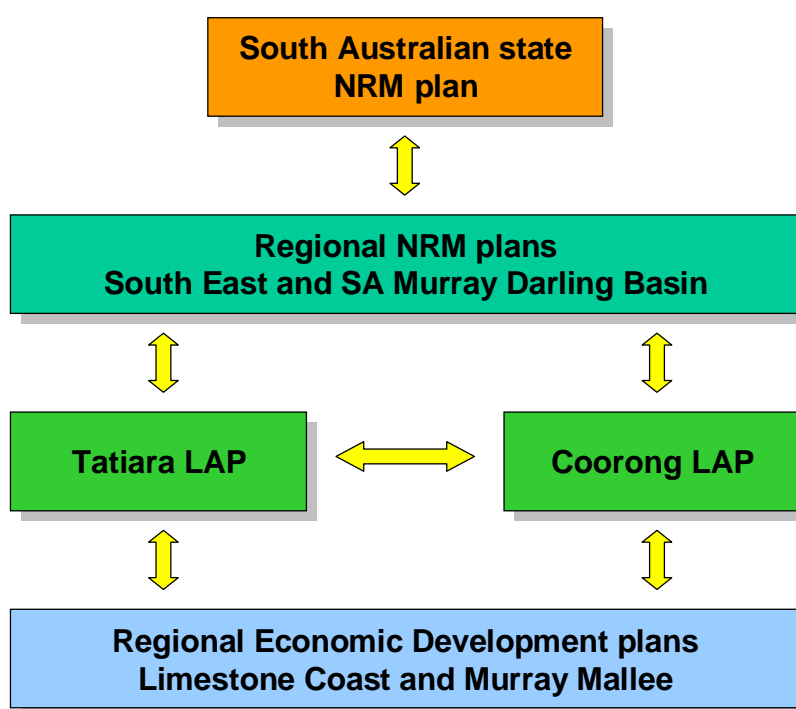 South Australian state
NRM plan
Regional NRM plans
South East and SA Murray Darling Basin
Tatiara LAP
Coorong LAP
Regional Economic Development plans
Limestone Coast and Murray Mallee